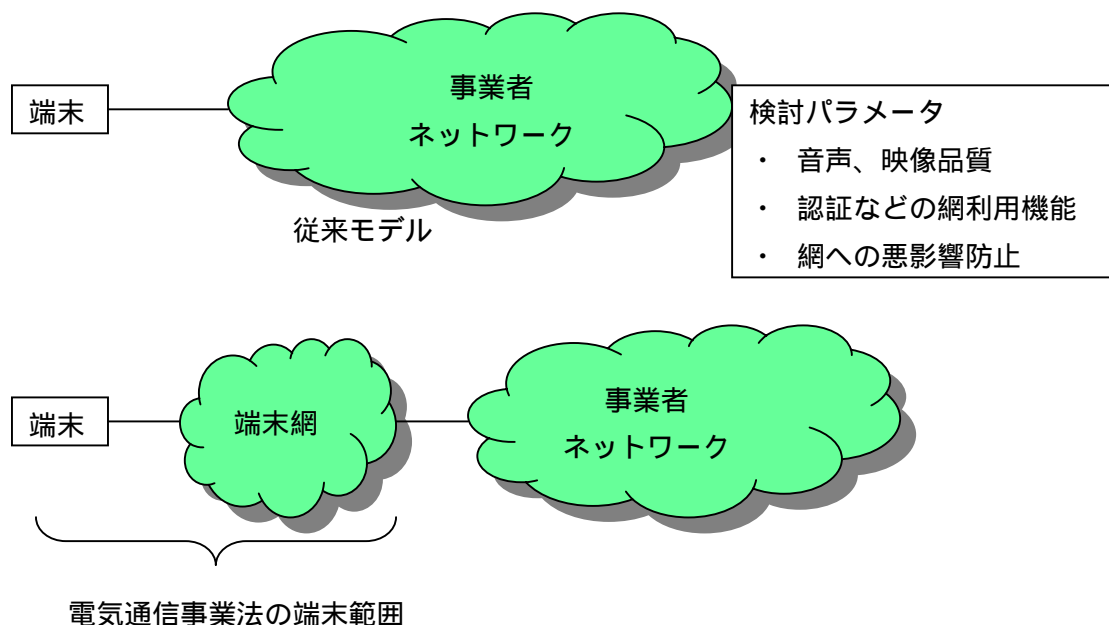 端末
事業者
ネットワーク
従来モデル
検討パラメータ
・ 音声、映像品質
・ 認証などの網利用機能
・ 網への悪影響防止
端末
端末網
事業者
ネットワーク
電気通信事業法の端末範囲